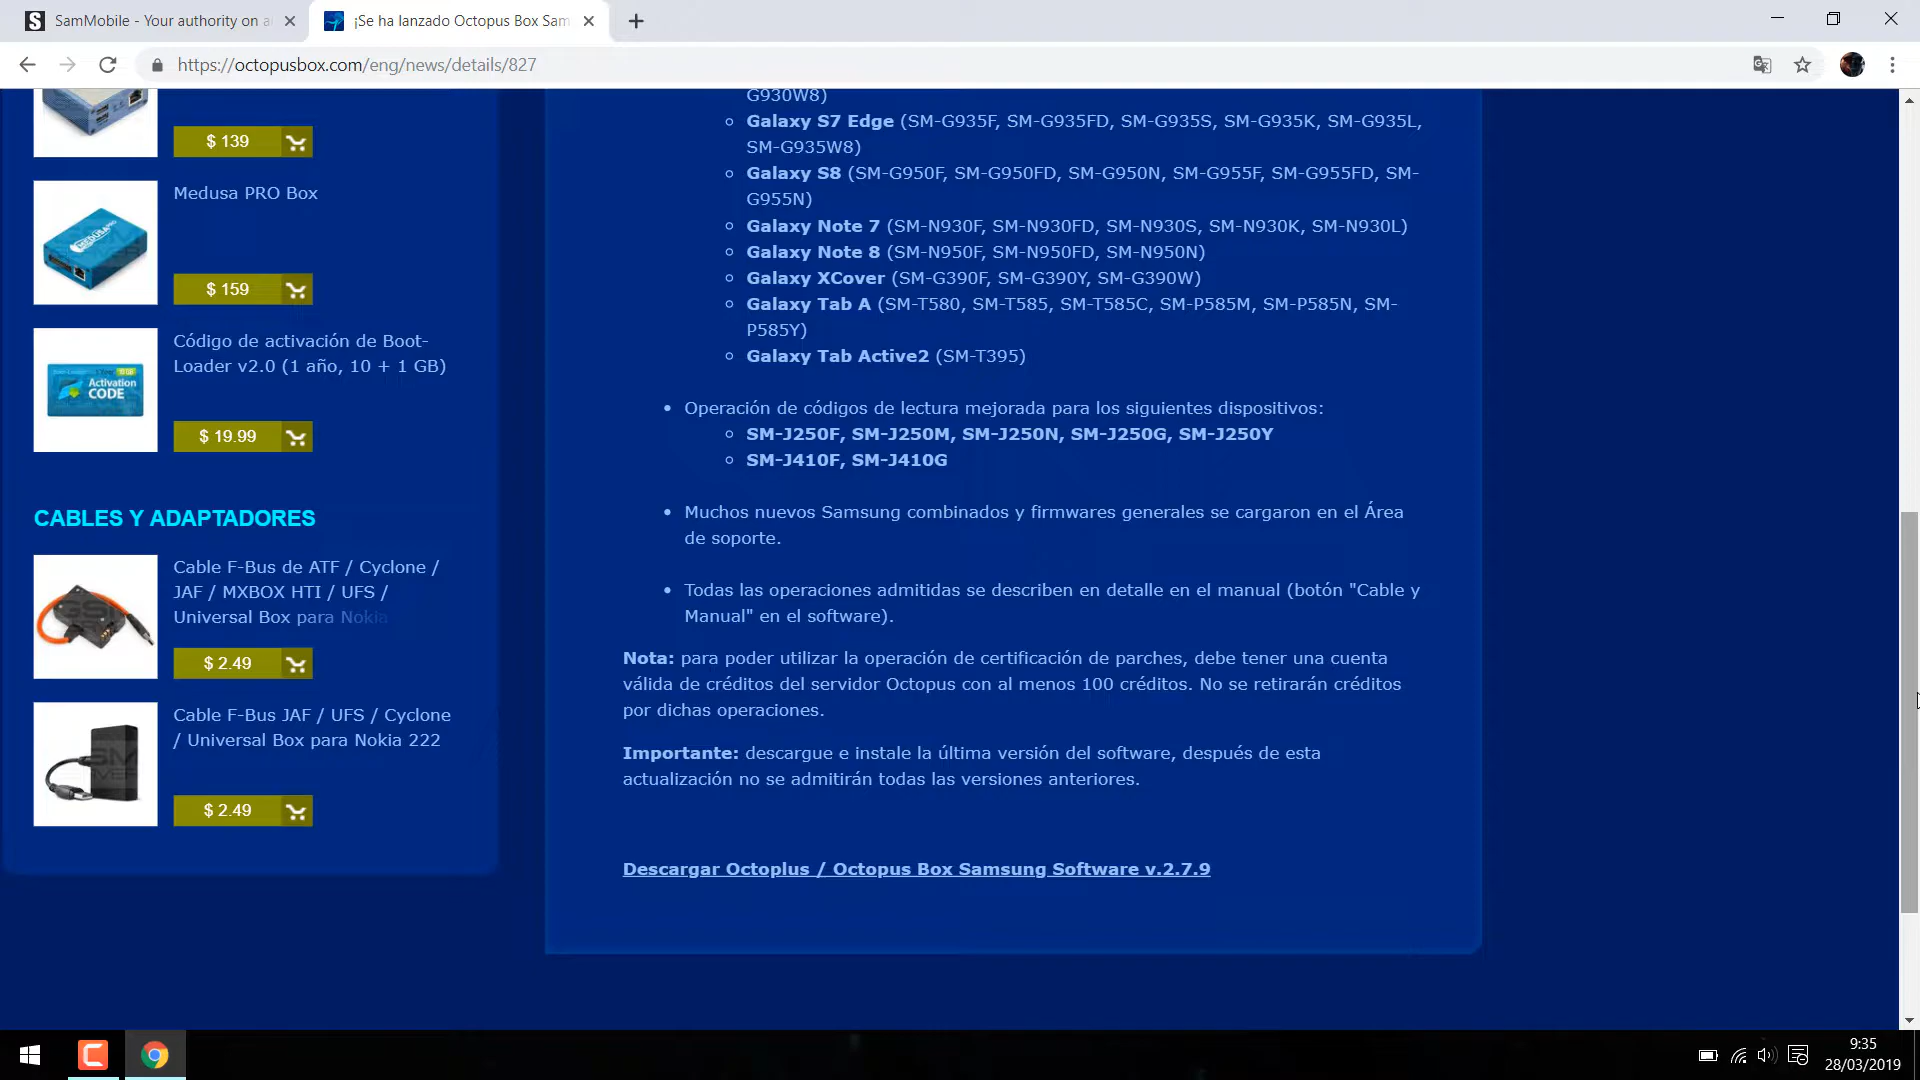 SamMobile - Your authority on a
¡Se ha lanzado Octopus Box Sam
https://octopusbox.com/eng/news/details/827
$ 139
Medusa PRO Box
$ 159
Código de activación de Boot-
Loader v2.0 (1 año, 10 + 1 GB)
Activation
CODE
$ 19.99
CABLES Y ADAPTADORES
Cable F-Bus de ATF / Cyclone /
JAF / MXBOX HTI / UFS /
Universal Box para Nokia
$ 2.49
Cable F-Bus JAF / UFS / Cyclone
/ Universal Box para Nokia 222
$ 2.49
G930W8)
Galaxy S7 Edge (SM-G935F, SM-G935FD, SM-G935S, SM-G935K, SM-G935L,
SM-G935W8)
Galaxy S8 (SM-G950F, SM-G950FD, SM-G950N, SM-G955F, SM-G955FD, SM-
G955N)
Galaxy Note 7 (SM-N930F, SM-N930FD, SM-N930S, SM-N930K, SM-N930L)
Galaxy Note 8 (SM-N950F, SM-N950FD, SM-N950N)
Galaxy XCover (SM-G390F, SM-G390Y, SM-G390W)
Galaxy Tab A (SM-T580, SM-T585, SM-T585C, SM-P585M, SM-P585N, SM-
P585Y)
Galaxy Tab Active2 (SM-T395)
Operación de códigos de lectura mejorada para los siguientes dispositivos:
SM-J250F, SM-J250M, SM-J250N, SM-J250G, SM-J250Y
SM-J410F, SM-J410G
Muchos nuevos Samsung combinados y firmwares generales se cargaron en el Área
de soporte.
Todas las operaciones admitidas se describen en detalle en el manual (botón "Cable y
Manual" en el software).
Nota: para poder utilizar la operación de certificación de parches, debe tener una cuenta
válida de créditos del servidor Octopus con al menos 100 créditos. No se retirarán créditos
por dichas operaciones.
Importante: descargue e instale la última versión del software, después de esta
actualización no se admitirán todas las versiones anteriores.
Descargar Octoplus / Octopus Box Samsung Software v.2.7.9
9:35
28/03/2019